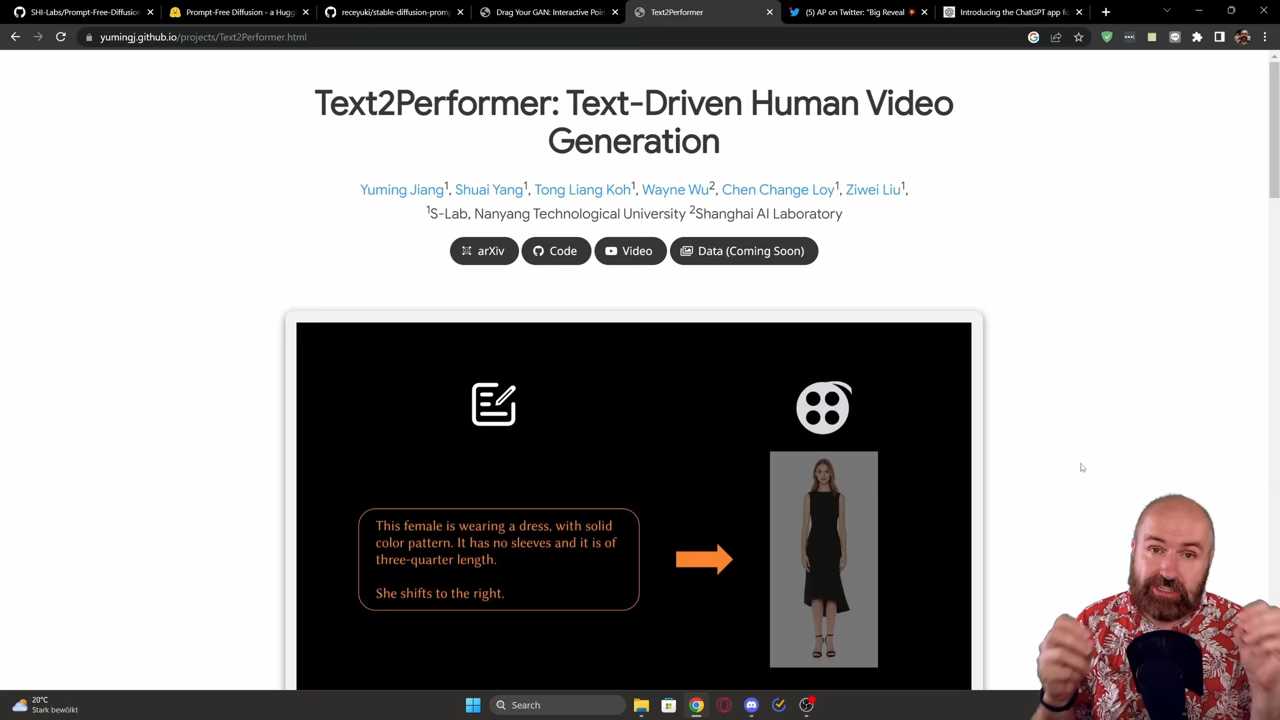 SHI-Labs/Prompt-Free-Diffusion
Prompt-Free Diffusion - a Hugg
receyuki/stable-diffusion-prom
Drag Your GAN: Interactive Poin
Text2Performer
(5) AP on Twitter: "Big Reveal
Introducing the ChatGPT app fo
yumingj.github.io/projects/Text2Performer.html
Text2Performer: Text-Driven Human Video
Generation
Yuming Jiang1, Shuai Yang1, Tong Liang Koh1, Wayne Wu2, Chen Change Loy1, Ziwei Liu1,
1S-Lab, Nanyang Technological University 2Shanghai AI Laboratory
arXiv
Code
Video
Data (Coming Soon)
This female is wearing a dress, with solid
color pattern. It has no sleeves and it is of
three-quarter length.
She shifts to the right.
20°C
Stark bewölkt
Search